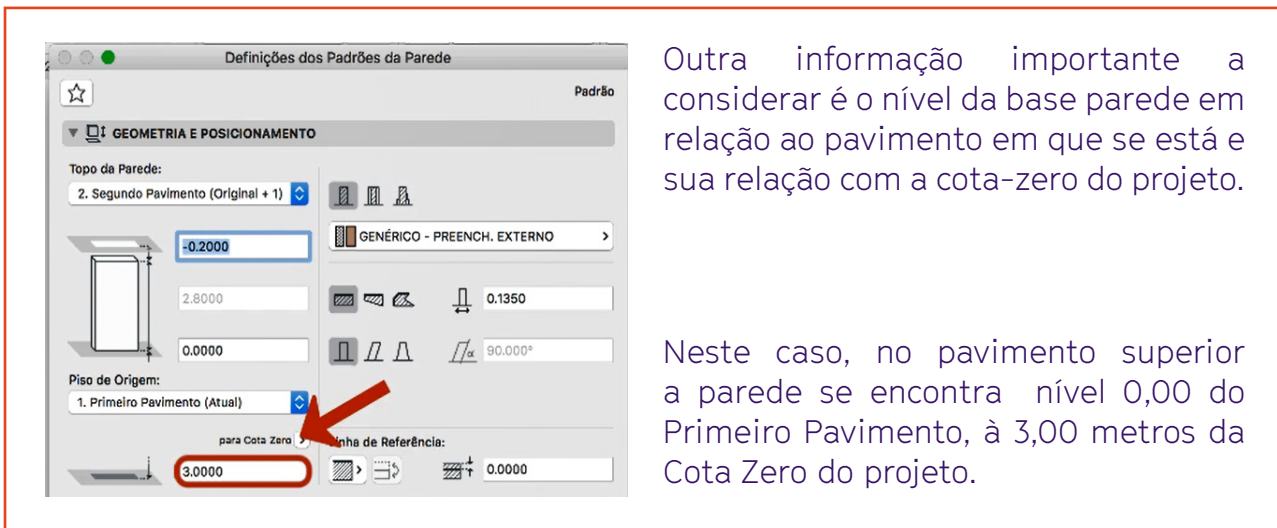 Definições dos Padrões da Parede
Padrão
GEOMETRIA E POSICIONAMENTO
Topo da Parede:
2. Segundo Pavimento (Original + 1)
-0.2000
GENÉRICO - PREENCH. EXTERNO
2.8000
0.1350
0.0000
α 90.000°
Piso de Origem:
1. Primeiro Pavimento (Atual)
para Cota Zero
Linha de Referência:
3.0000
0.0000
Outra informação importante a
considerar é o nível da base parede em
relação ao pavimento em que se está e
sua relação com a cota-zero do projeto.
Neste caso, no pavimento superior
a parede se encontra nível 0,00 do
Primeiro Pavimento, à 3,00 metros da
Cota Zero do projeto.